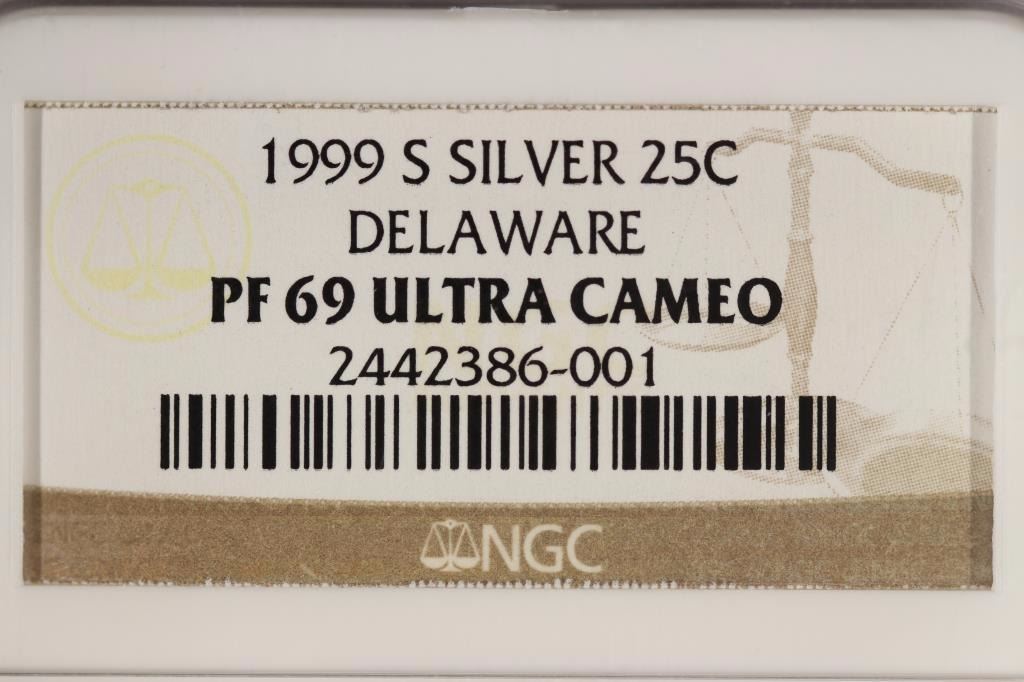 1999 S SILVER 25C
DELAWARE
PF 69 ULTRA CAMEO
2442386-001
NGC